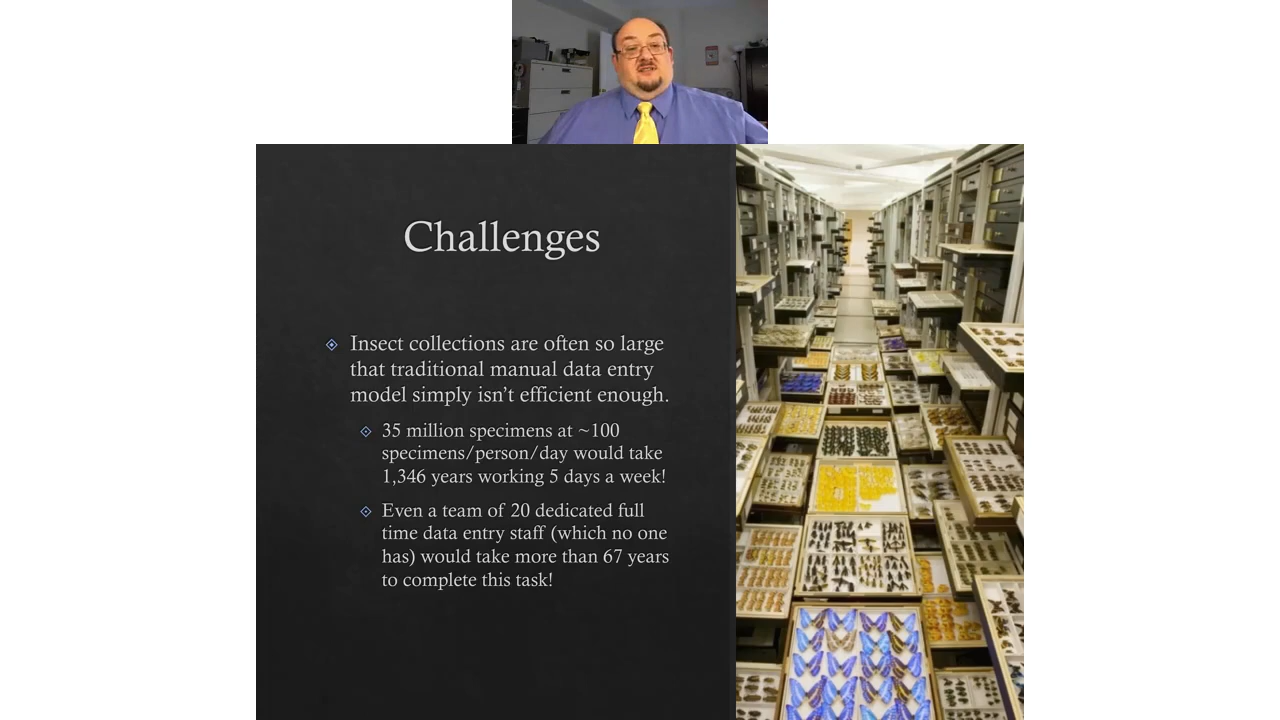 Challenges
Insect collections are often so large
that traditional manual data entry
model simply isn't efficient enough.
35 million specimens at ~100
specimens/person/day would take
1,346 years working 5 days a week!
Even a team of 20 dedicated full
time data entry staff (which no one
has) would take more than 67 years
to complete this task!